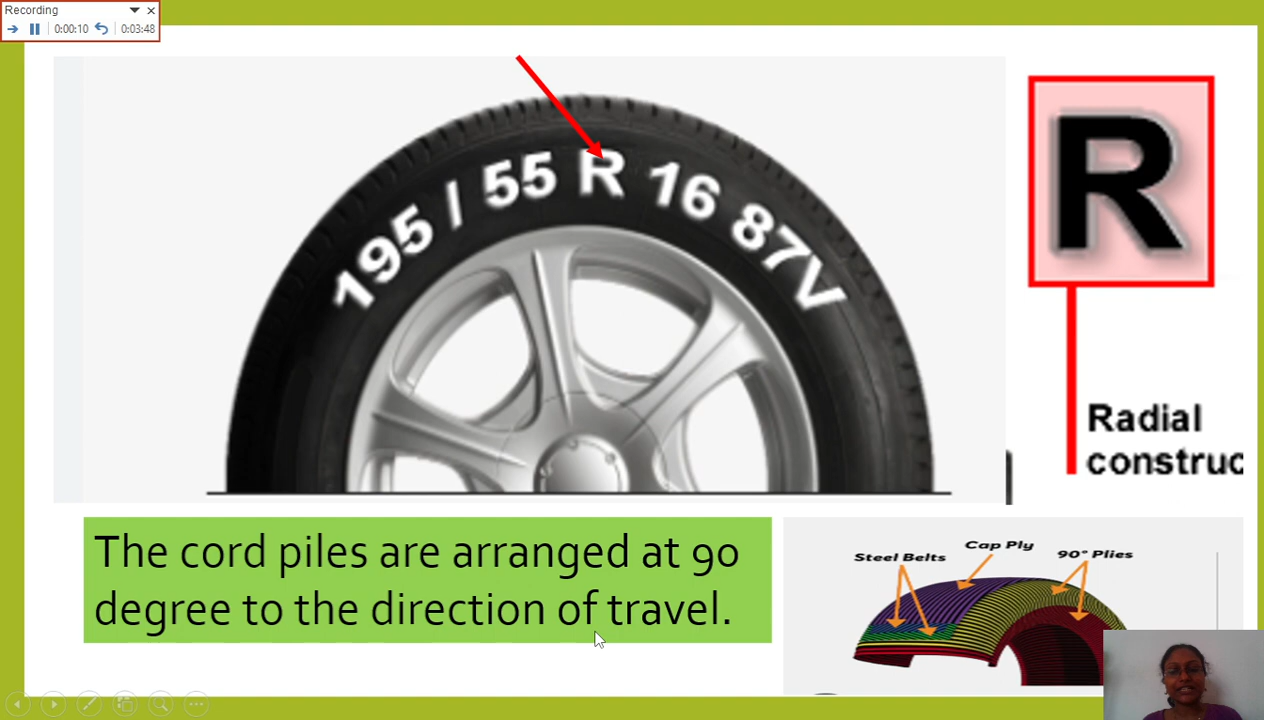 Recording
0:00:10 0:03:48
195 / 55 R 16 87V
R
Radial
construc
The cord piles are arranged at 90
degree to the direction of travel.
Steel Belts Cap Ply 90° Plies